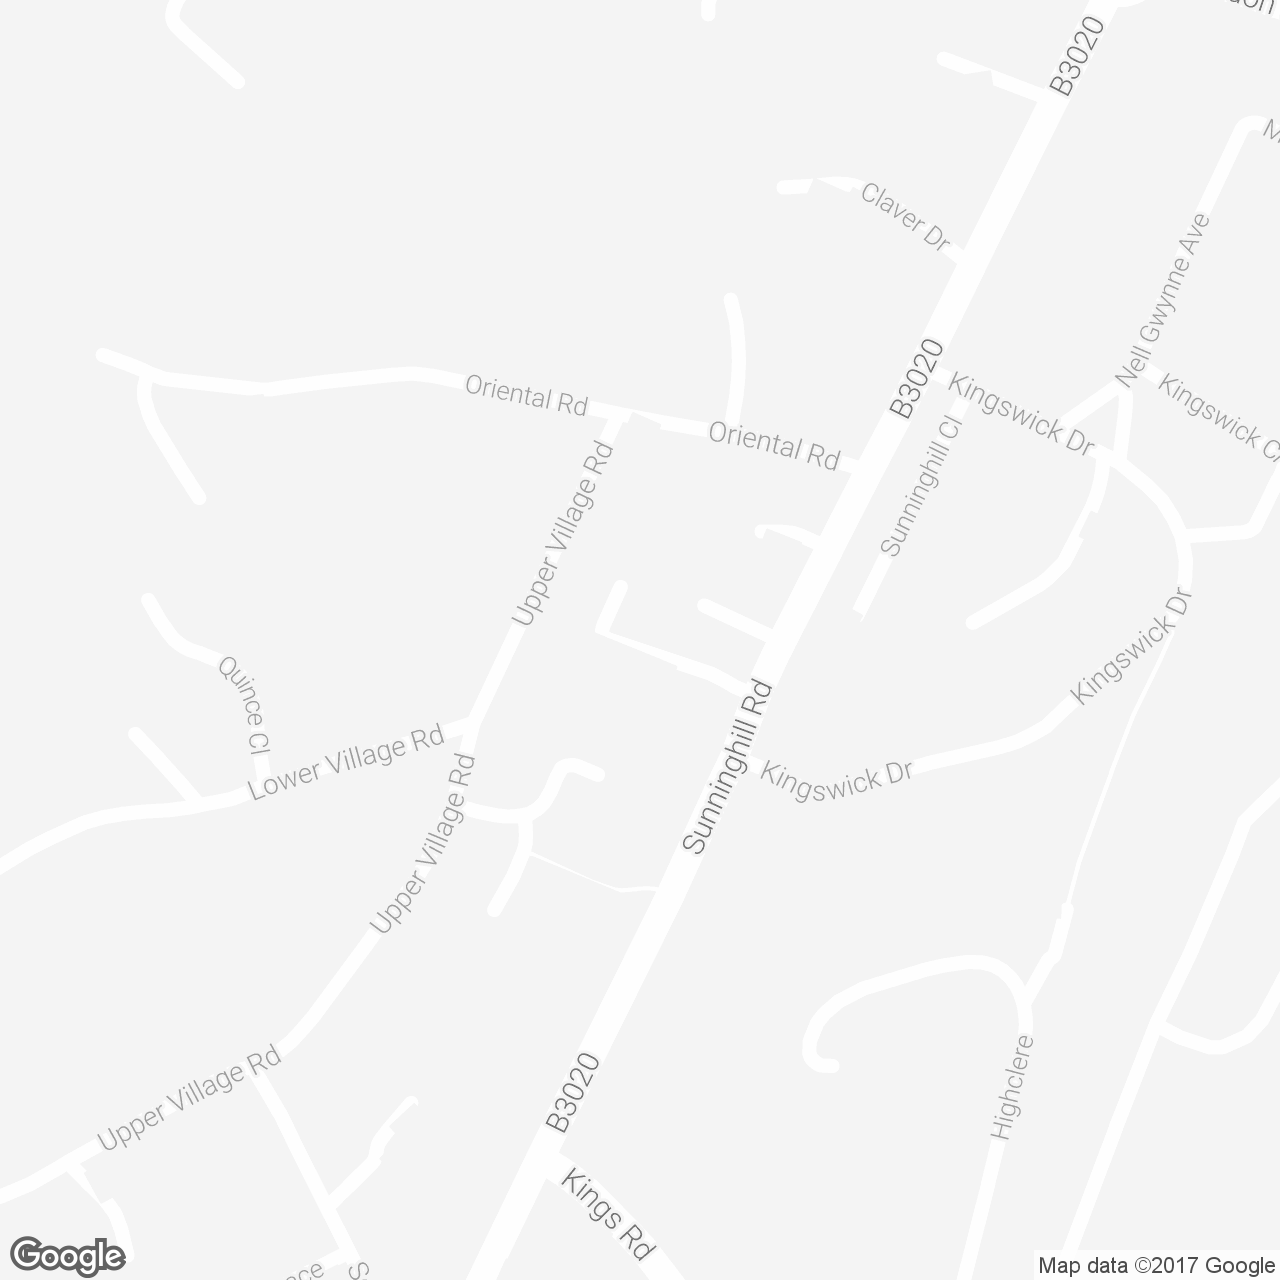 B3020
Claver Dr
Nell Gwynne Ave
B3020
Kingswick Dr
Kingswick
Oriental Rd
Oriental Rd
Sunninghill Cl
Upper Village Rd
Kingswick Dr
Quince Cl
Sunninghill Rd
Lower Village Rd
Kingswick Dr
Upper Village Rd
Highclere
Upper Village Rd
B3020
Kings Rd
Google
Map data ©2017 Google